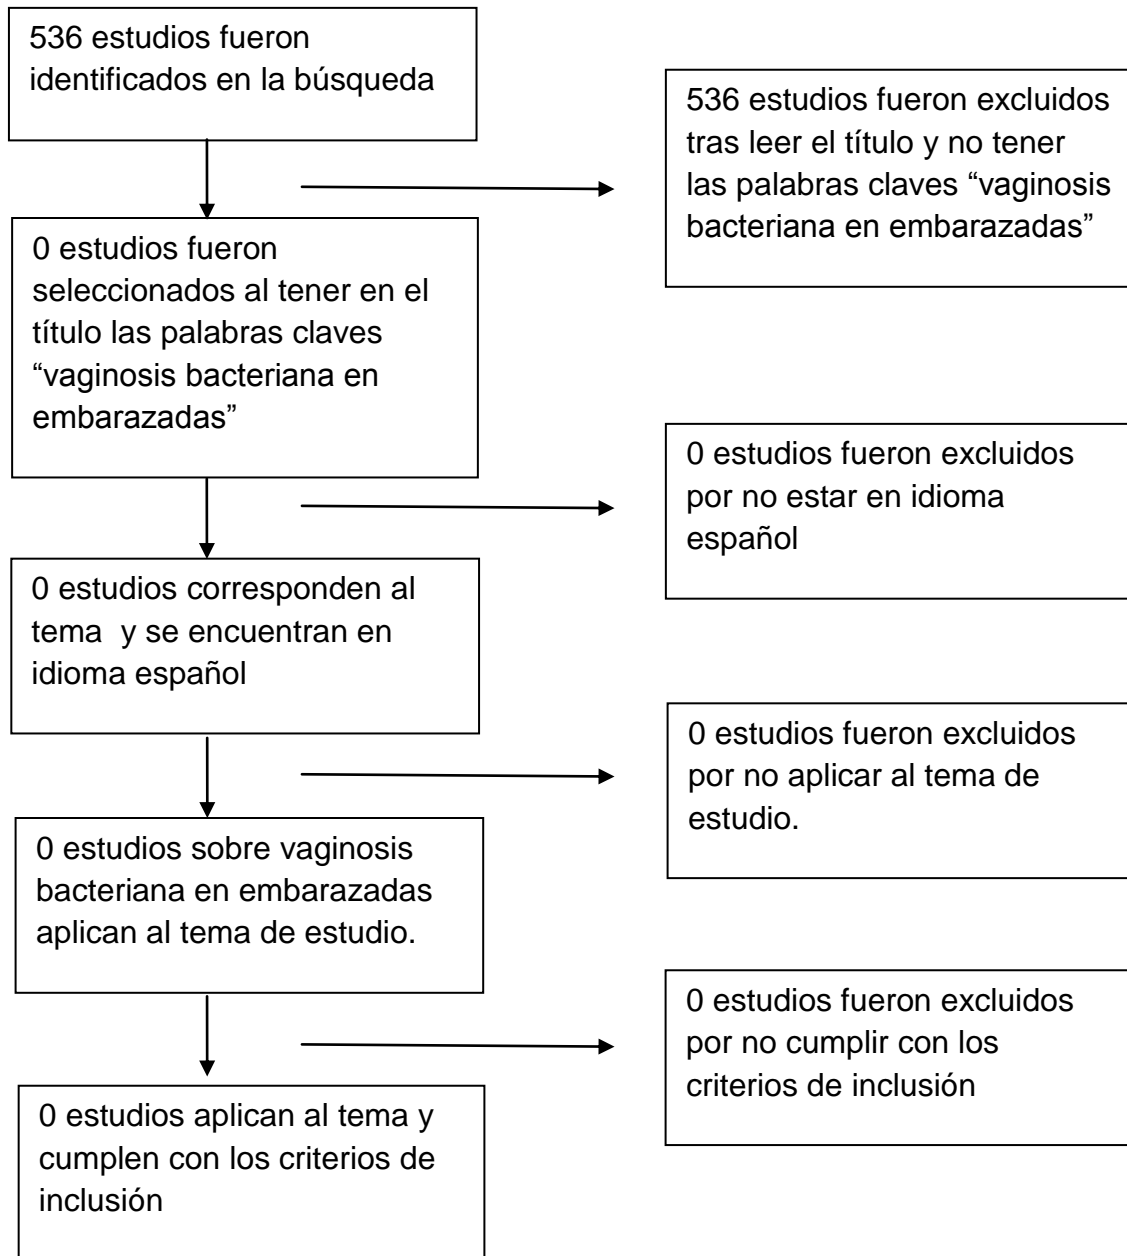 536 estudios fueron
identificados en la búsqueda
536 estudios fueron excluidos
tras leer el título y no tener
las palabras claves “vaginosis
bacteriana en embarazadas”
0 estudios fueron
seleccionados al tener en el
título las palabras claves
“vaginosis bacteriana en
embarazadas”
0 estudios fueron excluidos
por no estar en idioma
español
0 estudios corresponden al
tema y se encuentran en
idioma español
0 estudios fueron excluidos
por no aplicar al tema de
estudio.
0 estudios sobre vaginosis
bacteriana en embarazadas
aplican al tema de estudio.
0 estudios fueron excluidos
por no cumplir con los
criterios de inclusión
0 estudios aplican al tema y
cumplen con los criterios de
inclusión